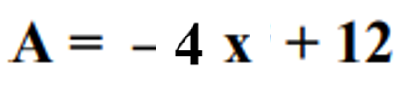 A = – 4 x + 12